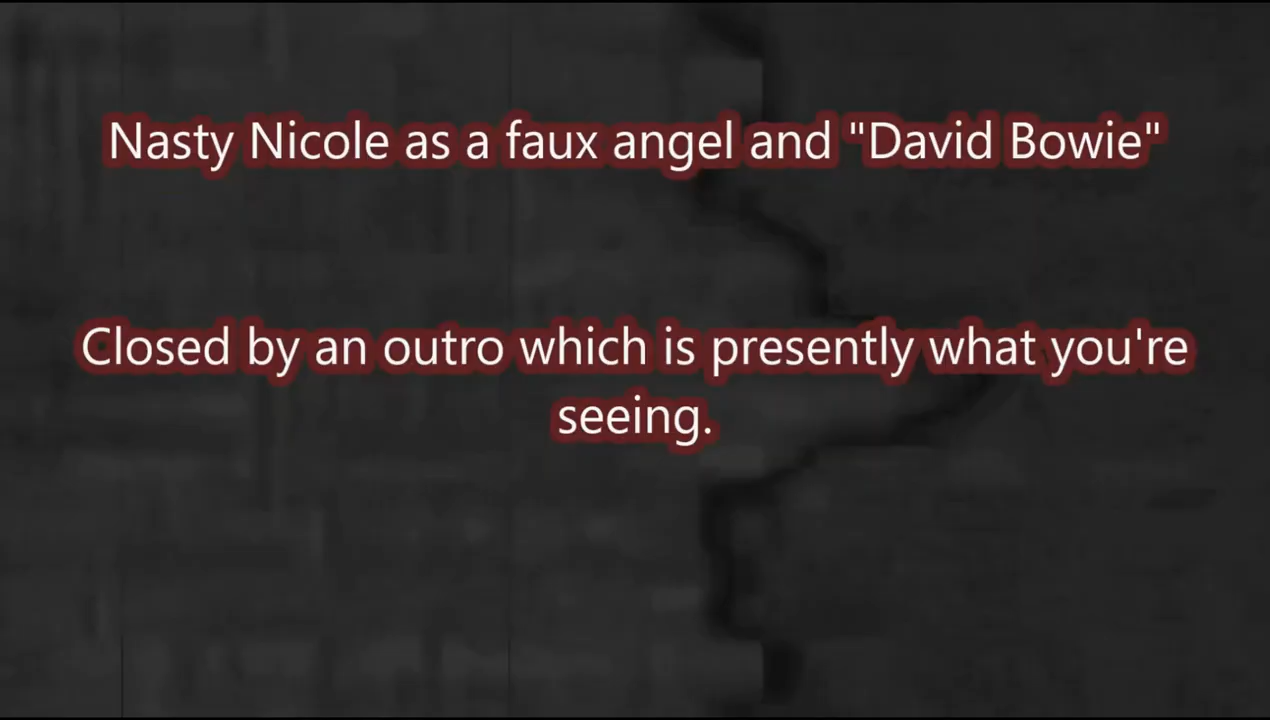 Nasty Nicole as a faux angel and "David Bowie"
Closed by an outro which is presently what you're
seeing.